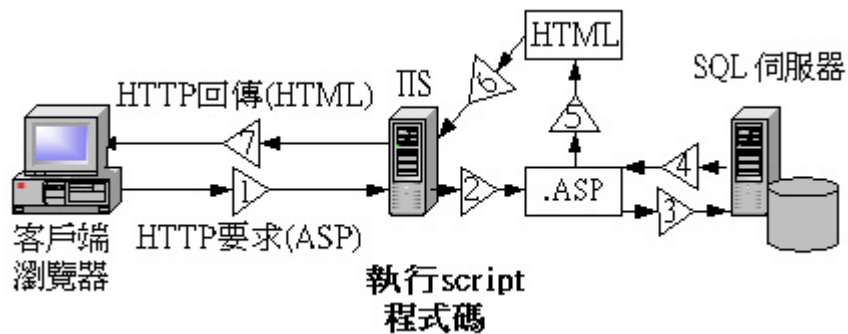 HTML
SQL 伺服器
HTTP回傳(HTML)
IIS
6
7
5
4
1
2
.ASP
3
客戶端
瀏覽器
HTTP要求(ASP)
執行script
程式碼